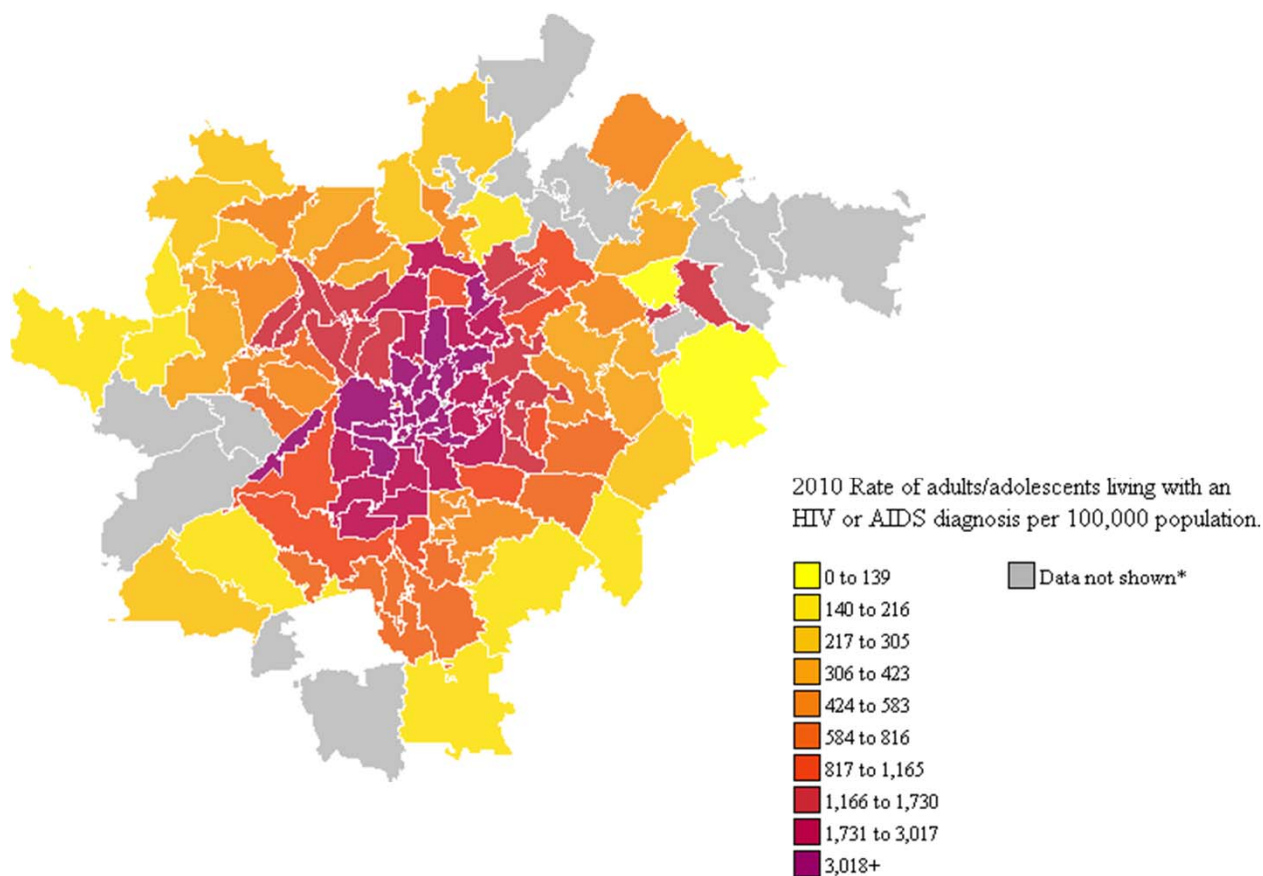 2010 Rate of adults/adolescents living with an
HIV or AIDS diagnosis per 100,000 population.
0 to 139
140 to 216
217 to 305
306 to 423
424 to 583
584 to 816
817 to 1,165
1,166 to 1,730
1,731 to 3,017
3,018+
Data not shown*